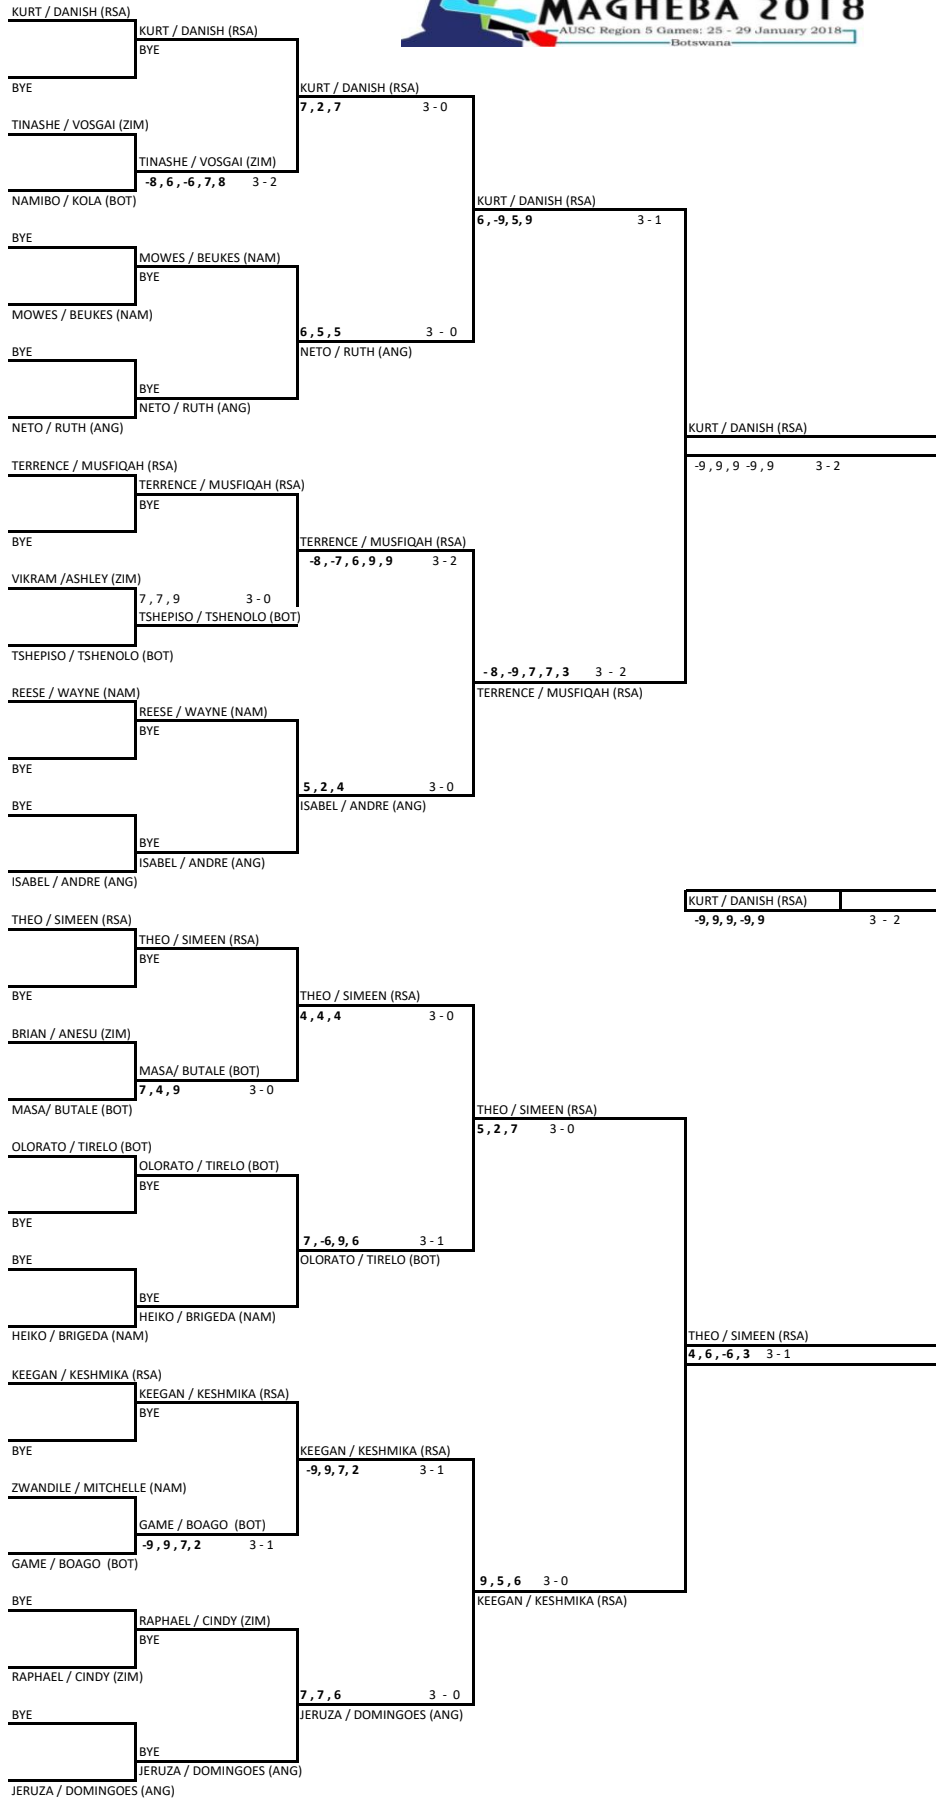 MAGHEBA 2018
AUSC Region 5 Games: 25 - 29 January 2018
Botswana
KURT / DANISH (RSA)
KURT / DANISH (RSA)
BYE
BYE
KURT / DANISH (RSA)
7 , 2 , 7 3 - 0
TINASHE / VOSGAI (ZIM)
TINASHE / VOSGAI (ZIM)
-8 , 6 , -6 , 7, 8 3 - 2
NAMIBO / KOLA (BOT)
KURT / DANISH (RSA)
6 , -9, 5, 9 3 - 1
BYE
MOWES / BEUKES (NAM)
BYE
MOWES / BEUKES (NAM)
6 , 5 , 5 3 - 0
NETO / RUTH (ANG)
BYE
BYE
NETO / RUTH (ANG)
NETO / RUTH (ANG)
KURT / DANISH (RSA)
-9 , 9 , 9 -9 , 9 3 - 2
TERRENCE / MUSFIQAH (RSA)
TERRENCE / MUSFIQAH (RSA)
BYE
BYE
TERRENCE / MUSFIQAH (RSA)
-8 , -7, 6 , 9 , 9 3 - 2
VIKRAM /ASHLEY (ZIM)
7 , 7 , 9 3 - 0
TSHEPISO / TSHENOLO (BOT)
TSHEPISO / TSHENOLO (BOT)
- 8 , -9, 7 , 7, 3 3 - 2
TERRENCE / MUSFIQAH (RSA)
REESE / WAYNE (NAM)
REESE / WAYNE (NAM)
BYE
BYE
5 , 2 , 4 3 - 0
ISABEL / ANDRE (ANG)
BYE
BYE
ISABEL / ANDRE (ANG)
ISABEL / ANDRE (ANG)
KURT / DANISH (RSA)
-9, 9, 9, -9, 9 3 - 2
THEO / SIMEEN (RSA)
THEO / SIMEEN (RSA)
BYE
BYE
THEO / SIMEEN (RSA)
4 , 4 , 4 3 - 0
BRIAN / ANESU (ZIM)
MASA/ BUTALE (BOT)
7 , 4 , 9 3 - 0
MASA/ BUTALE (BOT)
THEO / SIMEEN (RSA)
5 , 2 , 7 3 - 0
OLORATO / TIRELO (BOT)
OLORATO / TIRELO (BOT)
BYE
BYE
7 , -6, 9, 6 3 - 1
OLORATO / TIRELO (BOT)
BYE
BYE
HEIKO / BRIGEDA (NAM)
HEIKO / BRIGEDA (NAM)
THEO / SIMEEN (RSA)
4 , 6 , -6 , 3 3 - 1
KEEGAN / KESHMIKA (RSA)
KEEGAN / KESHMIKA (RSA)
BYE
BYE
KEEGAN / KESHMIKA (RSA)
-9, 9, 7, 2 3 - 1
ZWANDILE / MITCHELLE (NAM)
GAME / BOAGO (BOT)
-9 , 9 , 7, 2 3 - 1
GAME / BOAGO (BOT)
9 , 5 , 6 3 - 0
KEEGAN / KESHMIKA (RSA)
BYE
RAPHAEL / CINDY (ZIM)
BYE
RAPHAEL / CINDY (ZIM)
7 , 7 , 6 3 - 0
JERUZA / DOMINGOES (ANG)
BYE
BYE
JERUZA / DOMINGOES (ANG)
JERUZA / DOMINGOES (ANG)